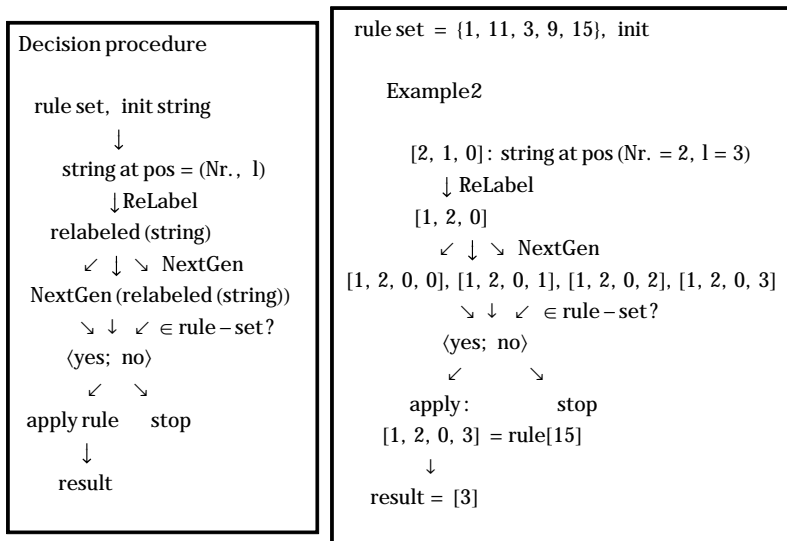 Decision procedure
rule set, init string
↓
string at pos = (Nr., l)
↓ ReLabel
relabeled (string)
↙ ↓ ↘ NextGen
NextGen (relabeled (string))
↘ ↓ ↙ ∈ rule – set?
⟨yes; no⟩
↙ ↘
apply rule stop
↓
result
rule set = {1, 11, 3, 9, 15}, init
Example2
[2, 1, 0] : string at pos (Nr. = 2, l = 3)
↓ ReLabel
[1, 2, 0]
↙ ↓ ↘ NextGen
[1, 2, 0, 0], [1, 2, 0, 1], [1, 2, 0, 2], [1, 2, 0, 3]
↘ ↓ ↙ ∈ rule – set?
⟨yes; no⟩
↙ ↘
apply : stop
[1, 2, 0, 3] = rule[15]
↓
result = [3]